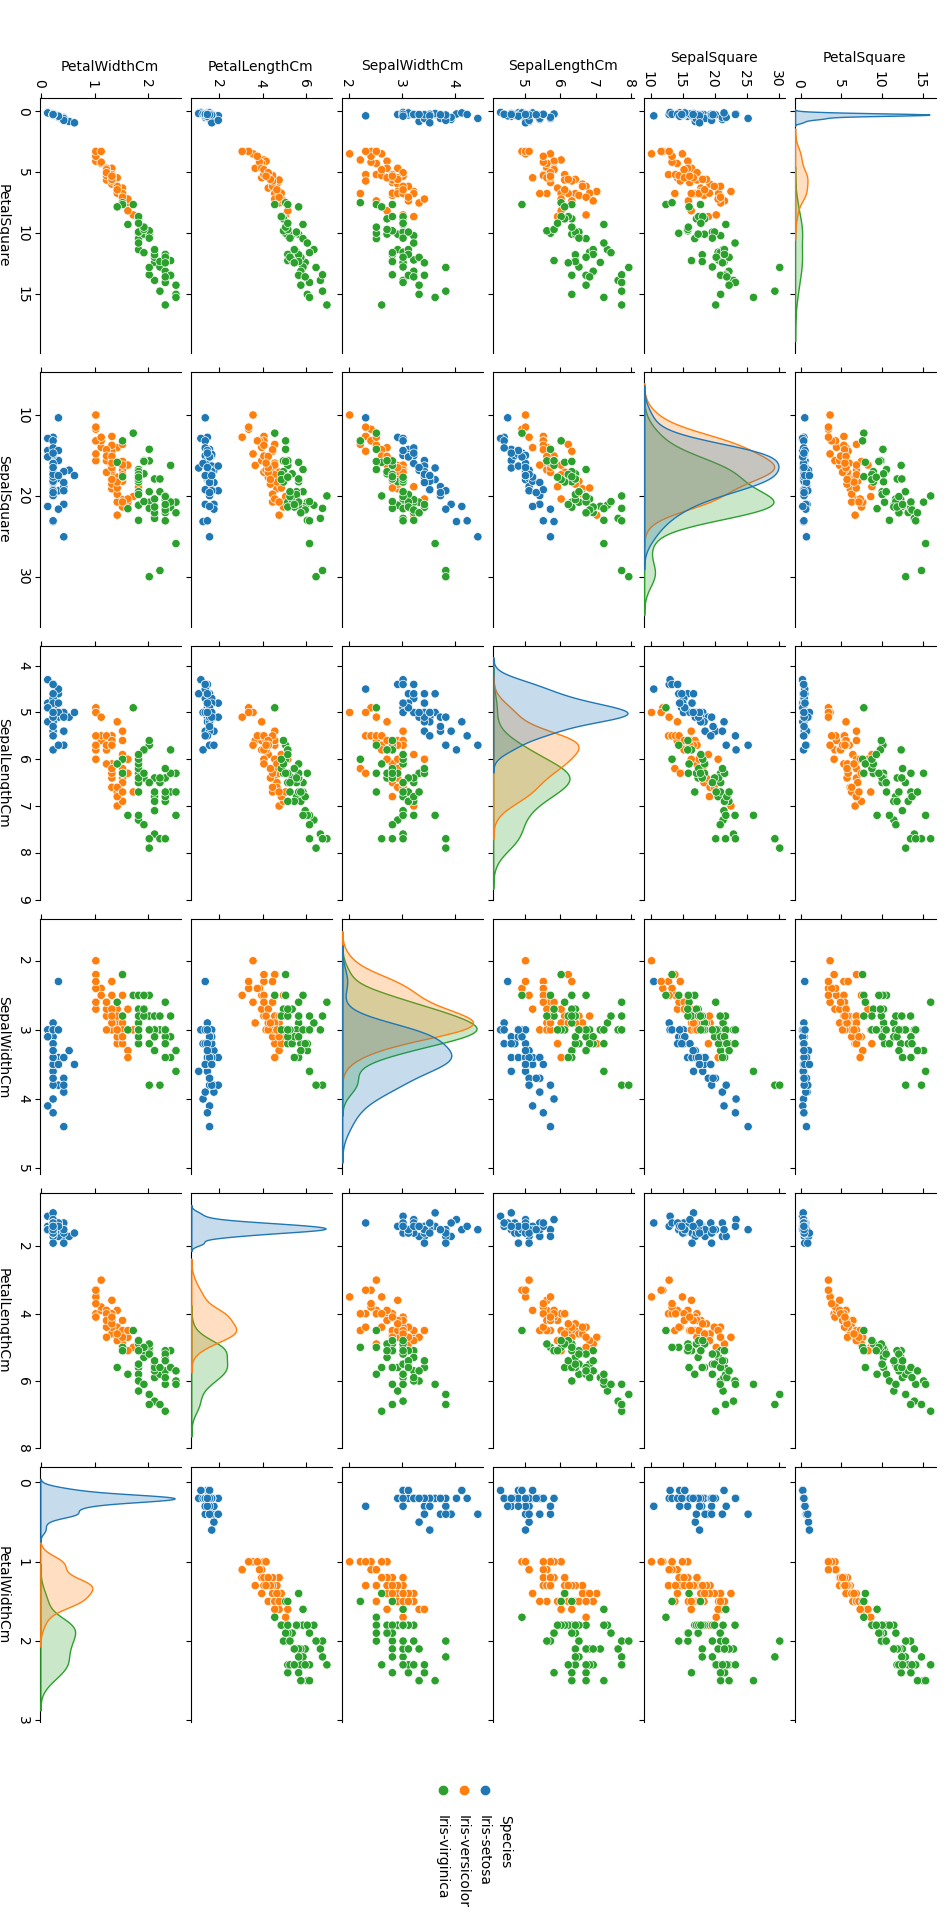 PetalSquare
15
10
5
0
SepalSquare
30
25
20
15
10
SepalLengthCm
8
7
6
5
SepalWidthCm
4
3
2
PetalLengthCm
6
4
2
PetalWidthCm
2
1
0
0 5 10 15
10 20 30
4 5 6 7 8 9
2 3 4 5
2 4 6 8
0 1 2 3
PetalSquare
SepalSquare
SepalLengthCm
SepalWidthCm
PetalLengthCm
PetalWidthCm
Species
Iris-setosa
Iris-versicolor
Iris-virginica